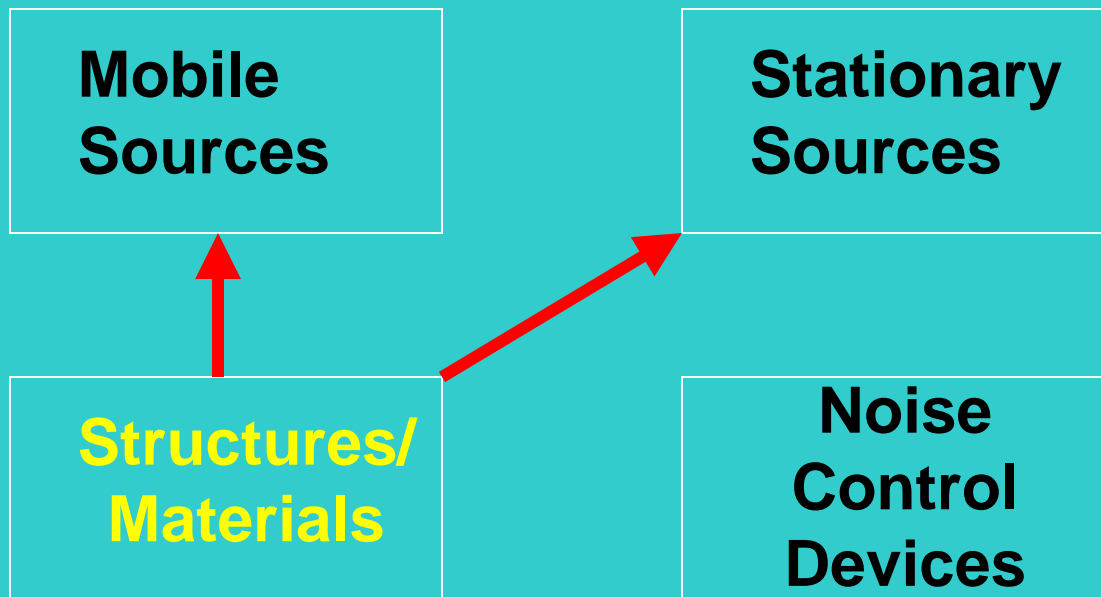 Mobile
Sources
Stationary
Sources
Structures/
Materials
Noise
Control
Devices